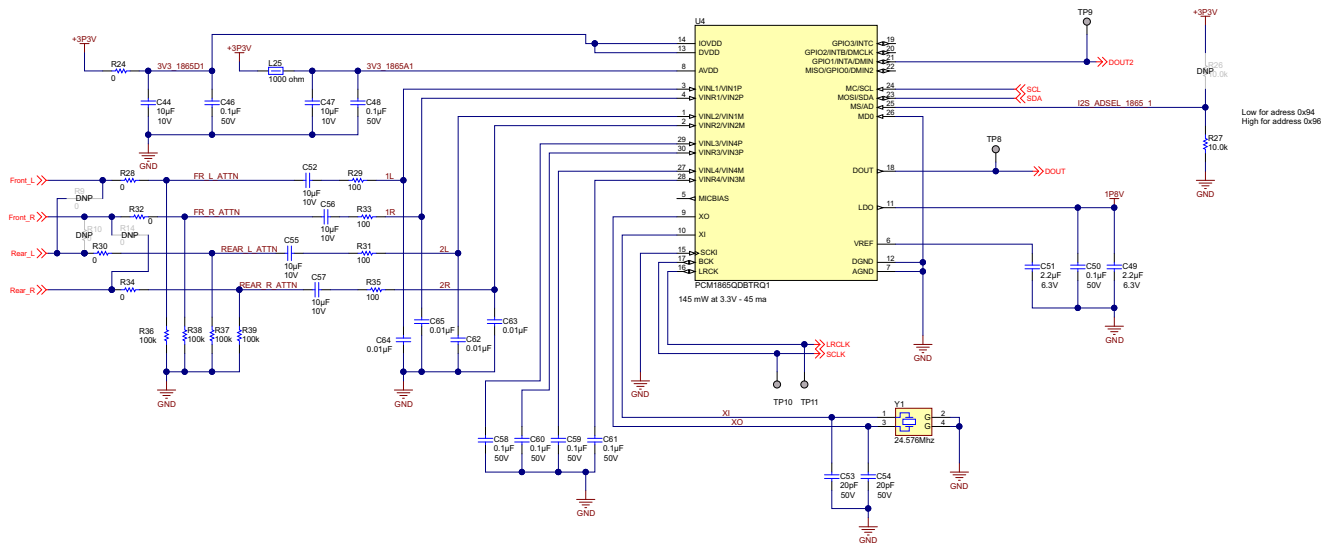 +3P3V
R24
0
3V3_1865D1
+3P3V
L25
1000 ohm
3V3_1865A1
C44
10µF
10V
C46
0.1µF
50V
C47
10µF
10V
C48
0.1µF
50V
GND
U4
14
IOVDD
13
DVDD
8
AVDD
3
VINL1/VIN1P
4
VINR1/VIN2P
1
VINL2/VIN1M
2
VINR2/VIN2M
29
VINL3/VIN4P
30
VINR3/VIN3P
27
VINL4/VIN4M
28
VINR4/VIN3M
5
MICBIAS
9
XO
10
XI
15
SCKI
17
BCK
16
LRCK
GPIO3/INTC
19
GPIO2/INTB/DMCLK
20
GPIO1/INTA/DMIN
21
MISO/GPIO0/DMIN2
22
MC/SCL
24
MOSI/SDA
23
MS/AD
25
MD0
26
DOUT
18
LDO
11
VREF
6
DGND
12
AGND
7
PCM1865QDBTRQ1
145 mW at 3.3V - 45 ma
TP9
DOUT2
SCL
SDA
I2S_ADSEL_1865_1
+3P3V
R26
DNP
10.0k
R27
10.0k
GND
Low for adress 0x94
High for address 0x96
TP8
DOUT
1P8V
C51
2.2µF
6.3V
C50
0.1µF
50V
C49
2.2µF
6.3V
GND
GND
Front_L
R28
0
FR_L_ATTN
C52
10µF
10V
R29
100
1L
R9
DNP
Front_R
R32
0
FR_R_ATTN
C56
10µF
10V
R33
100
1R
R10
DNP
R14
DNP
Rear_L
R30
0
REAR_L_ATTN
C55
10µF
10V
R31
100
2L
Rear_R
R34
0
REAR_R_ATTN
C57
10µF
10V
R35
100
2R
R36
100k
R38
100k
R37
100k
R39
100k
GND
C64
0.01µF
C65
0.01µF
C62
0.01µF
C63
0.01µF
GND
C58
0.1µF
50V
C60
0.1µF
50V
C59
0.1µF
50V
C61
0.1µF
50V
GND
GND
LRCLK
SCLK
TP10
TP11
XI
XO
Y1
1
3
G
G
2
4
24.576Mhz
C53
20pF
50V
C54
20pF
50V
GND
GND